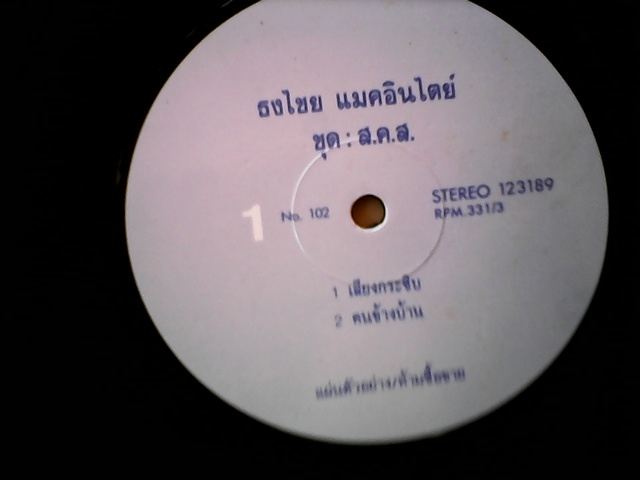 ธงไชย แมคอินไตย์
ชุด : ส.ค.ส.
STEREO 123189
1 No. 102 RPM.331/3
1 เสียงกระซิบ
2 คนข้างบ้าน
แผ่นตัวอย่าง/ห้ามซื้อขาย